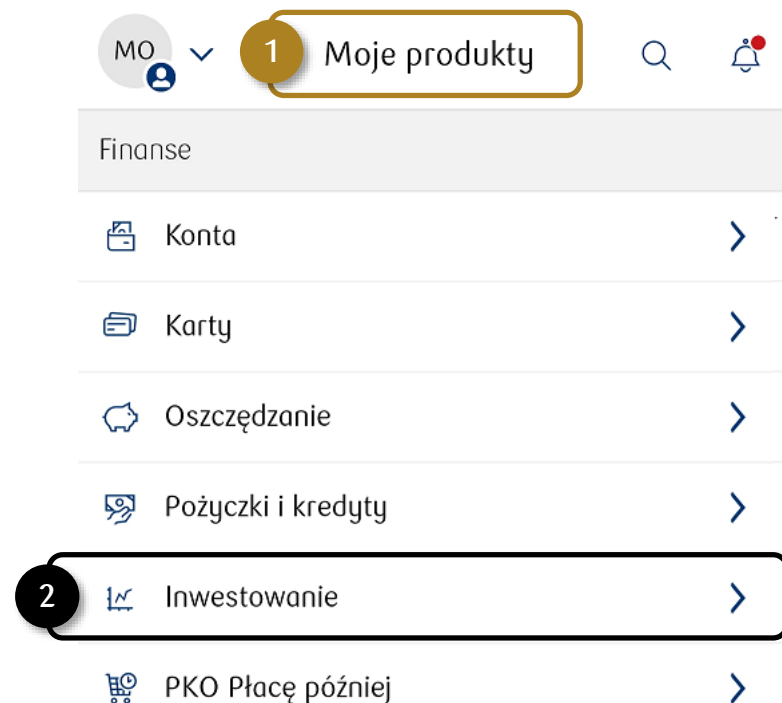 MO 1 Moje produkty
Finanse
Konta
Karty
Oszczędzanie
Pożyczki i kredyty
2 Inwestowanie
PKO Płacę później